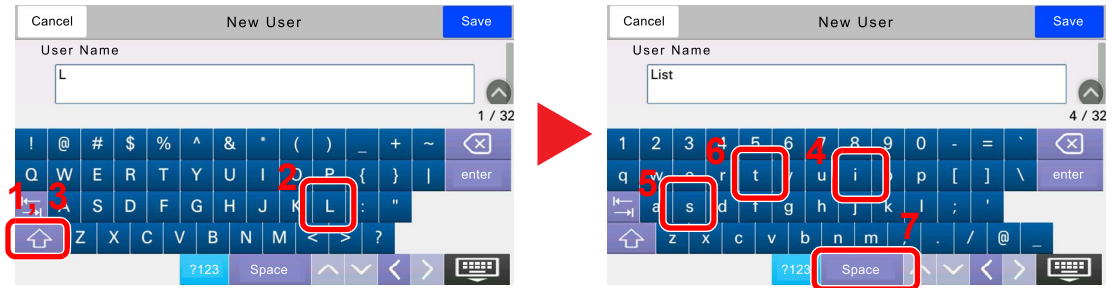 Cancel New User Save
User Name
L
1 / 32
! @ # $ % ^ & * ( ) _ + ~
Q W E R T Y U I O P { } | enter
1, 3 A S D F G H J K 2 L : "
Z X C V B N M < > ?
?123 Space
Cancel New User Save
User Name
List
4 / 32
1 2 3 4 5 6 7 8 9 0 - = `
q w e r 6 t y u 4 i o p [ ] \ enter
a 5 s d f g h j k l ; '
z x c v b n m , . / @ _
?123 7 Space